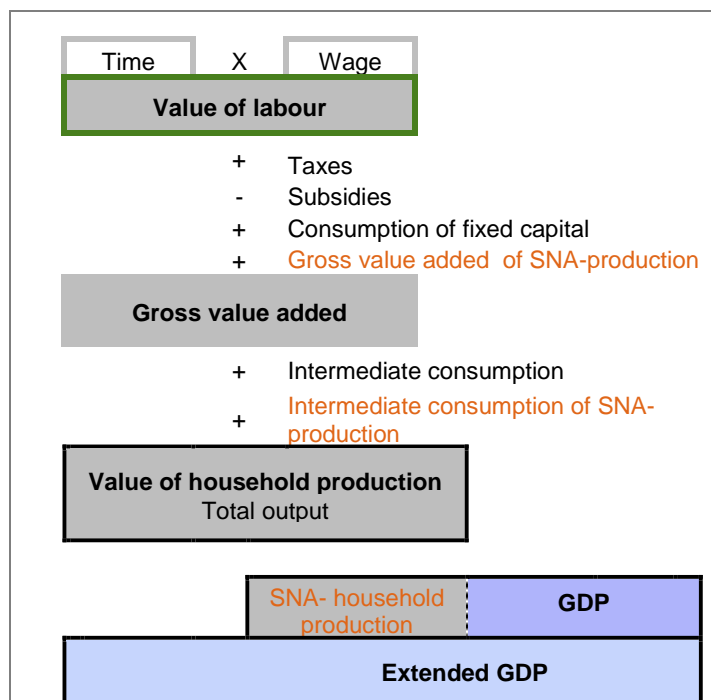 Time X Wage
Value of labour
+ Taxes
- Subsidies
+ Consumption of fixed capital
+ Gross value added of SNA-production
Gross value added
+ Intermediate consumption
+ Intermediate consumption of SNA-
production
Value of household production
Total output
SNA- household
production
GDP
Extended GDP